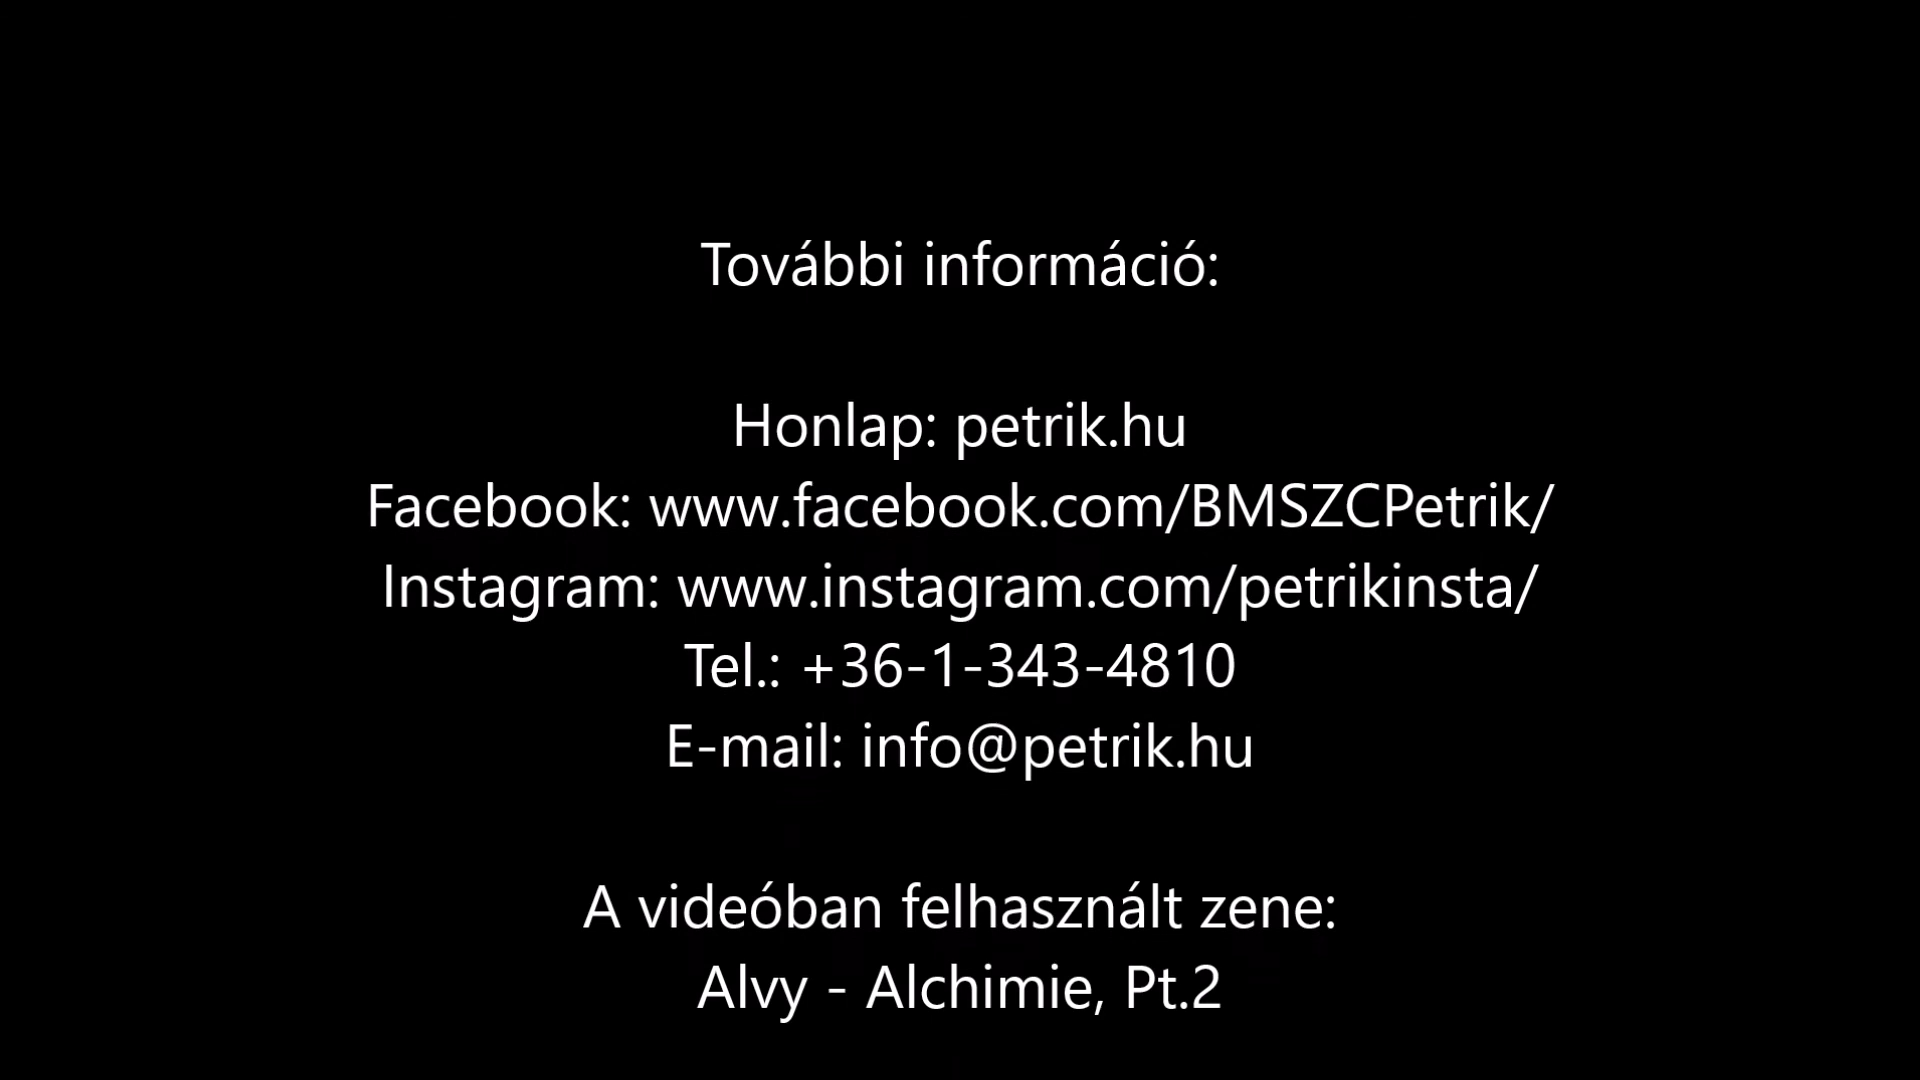 További információ:
Honlap: petrik.hu
Facebook: www.facebook.com/BMSZCPetrik/
Instagram: www.instagram.com/petrikinsta/
Tel.: +36-1-343-4810
E-mail: info@petrik.hu
A videóban felhasznált zene:
Alvy - Alchimie, Pt.2